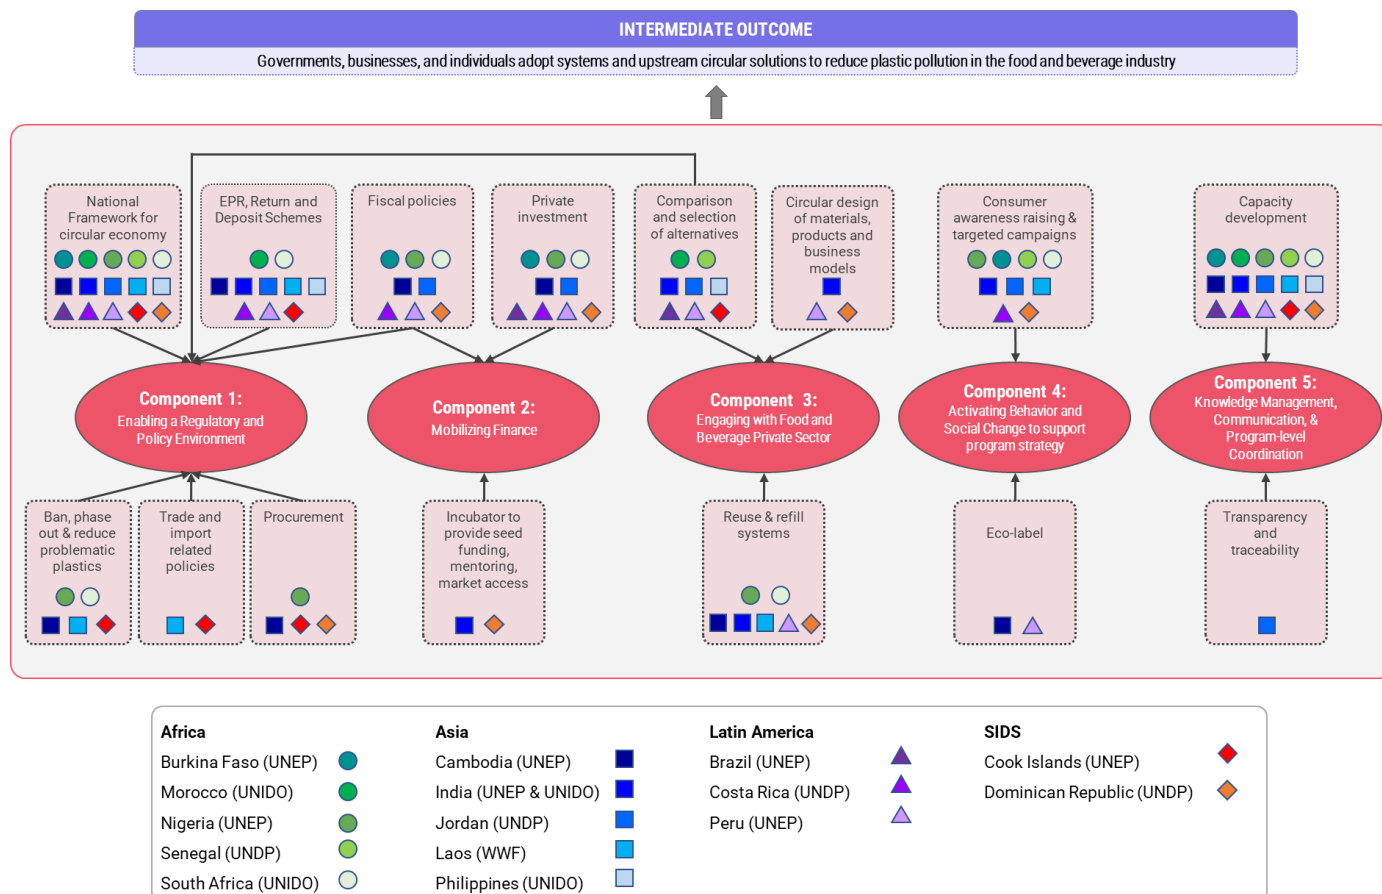 INTERMEDIATE OUTCOME
Governments, businesses, and individuals adopt systems and upstream circular solutions to reduce plastic pollution in the food and beverage industry
National
Framework for
circular economy
EPR, Return and
Deposit Schemes
Fiscal policies
Private
investment
Comparison
and selection
of alternatives
Circular design
of materials,
products and
business
models
Consumer
awareness raising &
targeted campaigns
Capacity
development
Component 1:
Enabling a Regulatory and
Policy Environment
Component 2:
Mobilizing Finance
Component 3:
Engaging with Food and
Beverage Private Sector
Component 4:
Activating Behavior and
Social Change to support
program strategy
Component 5:
Knowledge Management,
Communication, &
Program-level
Coordination
Ban, phase
out & reduce
problematic
plastics
Trade and
import
related
policies
Procurement
Incubator to
provide seed
funding,
mentoring,
market access
Reuse & refill
systems
Eco-label
Transparency
and
traceability
Africa
Burkina Faso (UNEP)
Morocco (UNIDO)
Nigeria (UNEP)
Senegal (UNDP)
South Africa (UNIDO)
Asia
Cambodia (UNEP)
India (UNEP & UNIDO)
Jordan (UNDP)
Laos (WWF)
Philippines (UNIDO)
Latin America
Brazil (UNEP)
Costa Rica (UNDP)
Peru (UNEP)
SIDS
Cook Islands (UNEP)
Dominican Republic (UNDP)